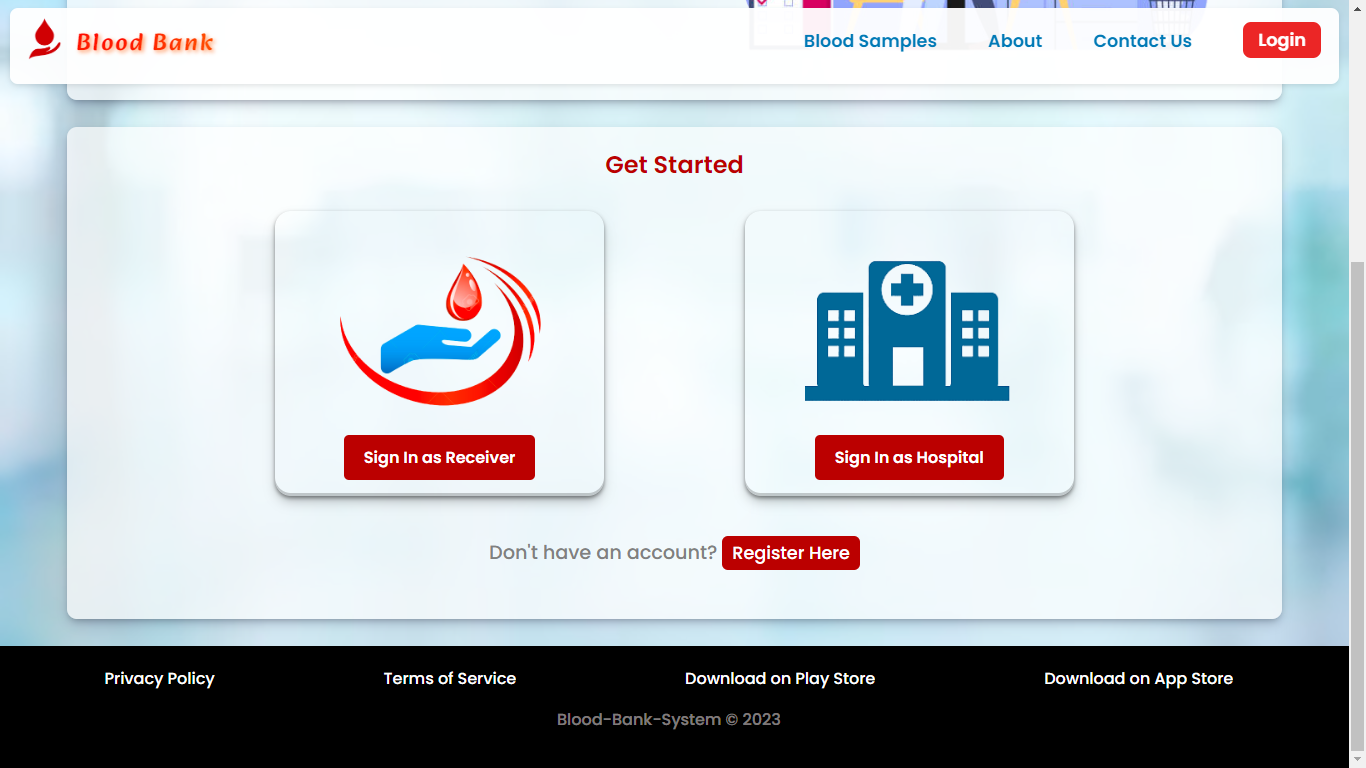 Blood Bank
Blood Samples About Contact Us Login
Get Started
Sign In as Receiver
Sign In as Hospital
Don't have an account? Register Here
Privacy Policy Terms of Service Download on Play Store Download on App Store
Blood-Bank-System © 2023